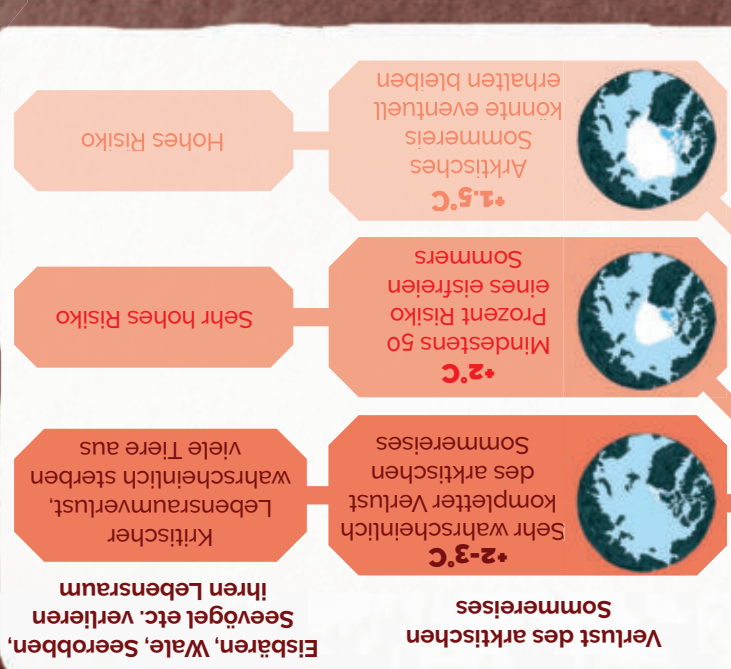 Verlust des arktischen
Sommereises
Eisbären, Wale, Seerobben,
Seevögel etc. verlieren
ihren Lebensraum
+2-3°C
Sehr wahrscheinlich
kompletter Verlust
des arktischen
Sommereises
Kritischer
Lebensraumverlust,
wahrscheinlich sterben
viele Tiere aus
+2°C
Mindestens 50
Prozent Risiko
eines eisfreien
Sommers
Sehr hohes Risiko
+1.5°C
Arktisches
Sommereis
könnte eventuell
erhalten bleiben
Hohes Risiko